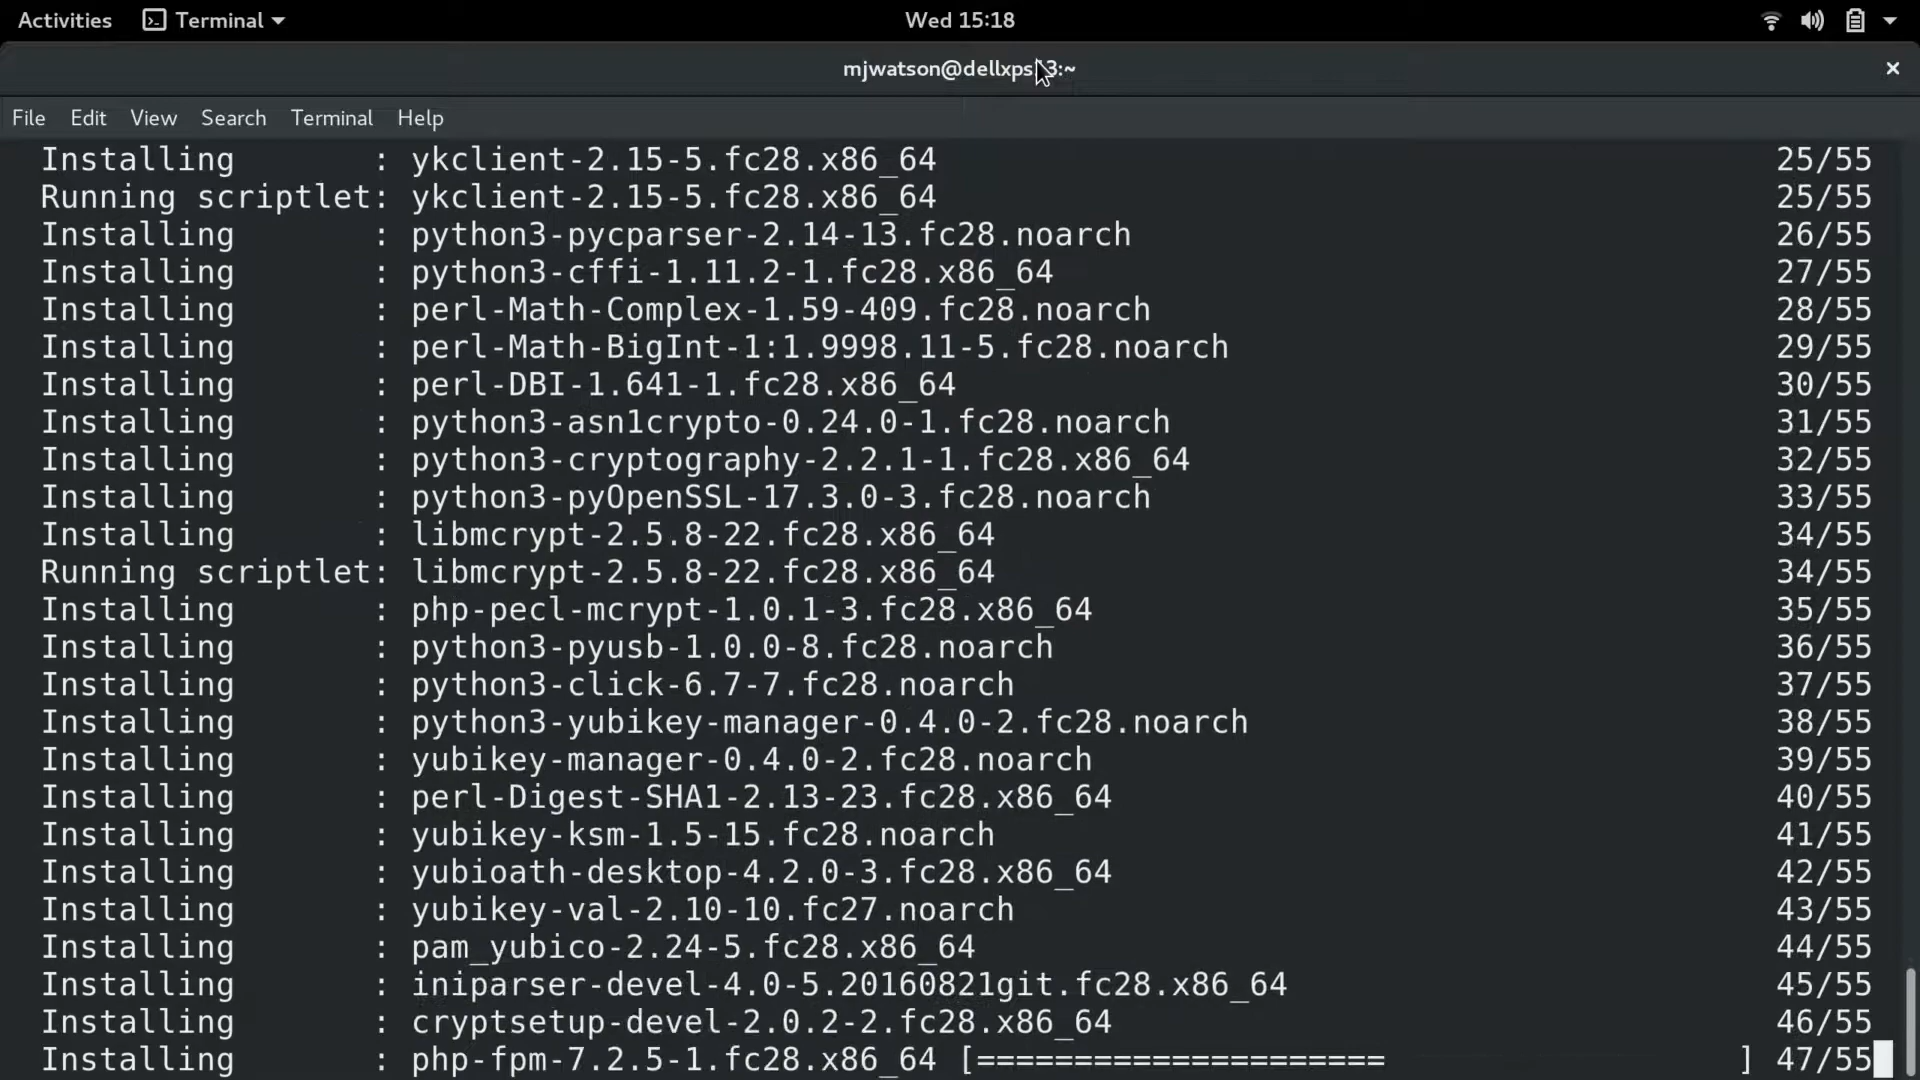 Activities Terminal Wed 15:18
mjwatson@dellxps13:~
File Edit View Search Terminal Help
Installing : ykclient-2.15-5.fc28.x86_64 25/55
Running scriptlet: ykclient-2.15-5.fc28.x86_64 25/55
Installing : python3-pycparser-2.14-13.fc28.noarch 26/55
Installing : python3-cffi-1.11.2-1.fc28.x86_64 27/55
Installing : perl-Math-Complex-1.59-409.fc28.noarch 28/55
Installing : perl-Math-BigInt-1:1.9998.11-5.fc28.noarch 29/55
Installing : perl-DBI-1.641-1.fc28.x86_64 30/55
Installing : python3-asn1crypto-0.24.0-1.fc28.noarch 31/55
Installing : python3-cryptography-2.2.1-1.fc28.x86_64 32/55
Installing : python3-pyOpenSSL-17.3.0-3.fc28.noarch 33/55
Installing : libmcrypt-2.5.8-22.fc28.x86_64 34/55
Running scriptlet: libmcrypt-2.5.8-22.fc28.x86_64 34/55
Installing : php-pecl-mcrypt-1.0.1-3.fc28.x86_64 35/55
Installing : python3-pyusb-1.0.0-8.fc28.noarch 36/55
Installing : python3-click-6.7-7.fc28.noarch 37/55
Installing : python3-yubikey-manager-0.4.0-2.fc28.noarch 38/55
Installing : yubikey-manager-0.4.0-2.fc28.noarch 39/55
Installing : perl-Digest-SHA1-2.13-23.fc28.x86_64 40/55
Installing : yubikey-ksm-1.5-15.fc28.noarch 41/55
Installing : yubioath-desktop-4.2.0-3.fc28.x86_64 42/55
Installing : yubikey-val-2.10-10.fc27.noarch 43/55
Installing : pam_yubico-2.24-5.fc28.x86_64 44/55
Installing : iniparser-devel-4.0-5.20160821git.fc28.x86_64 45/55
Installing : cryptsetup-devel-2.0.2-2.fc28.x86_64 46/55
Installing : php-fpm-7.2.5-1.fc28.x86_64 [===================== ] 47/55